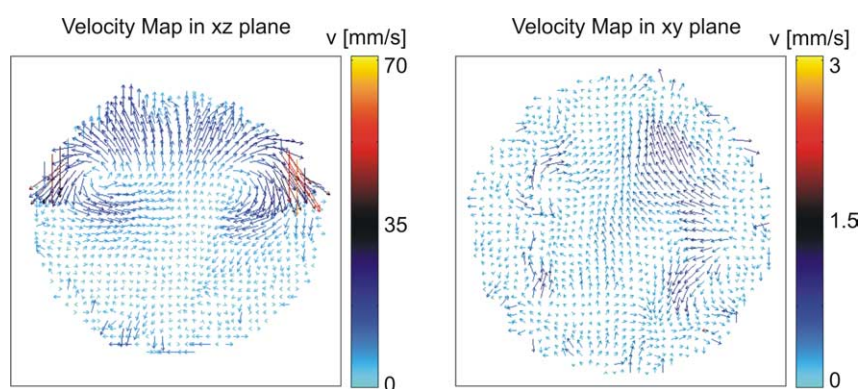 Velocity Map in xz plane
v [mm/s]
70
35
0
Velocity Map in xy plane
v [mm/s]
3
1.5
0